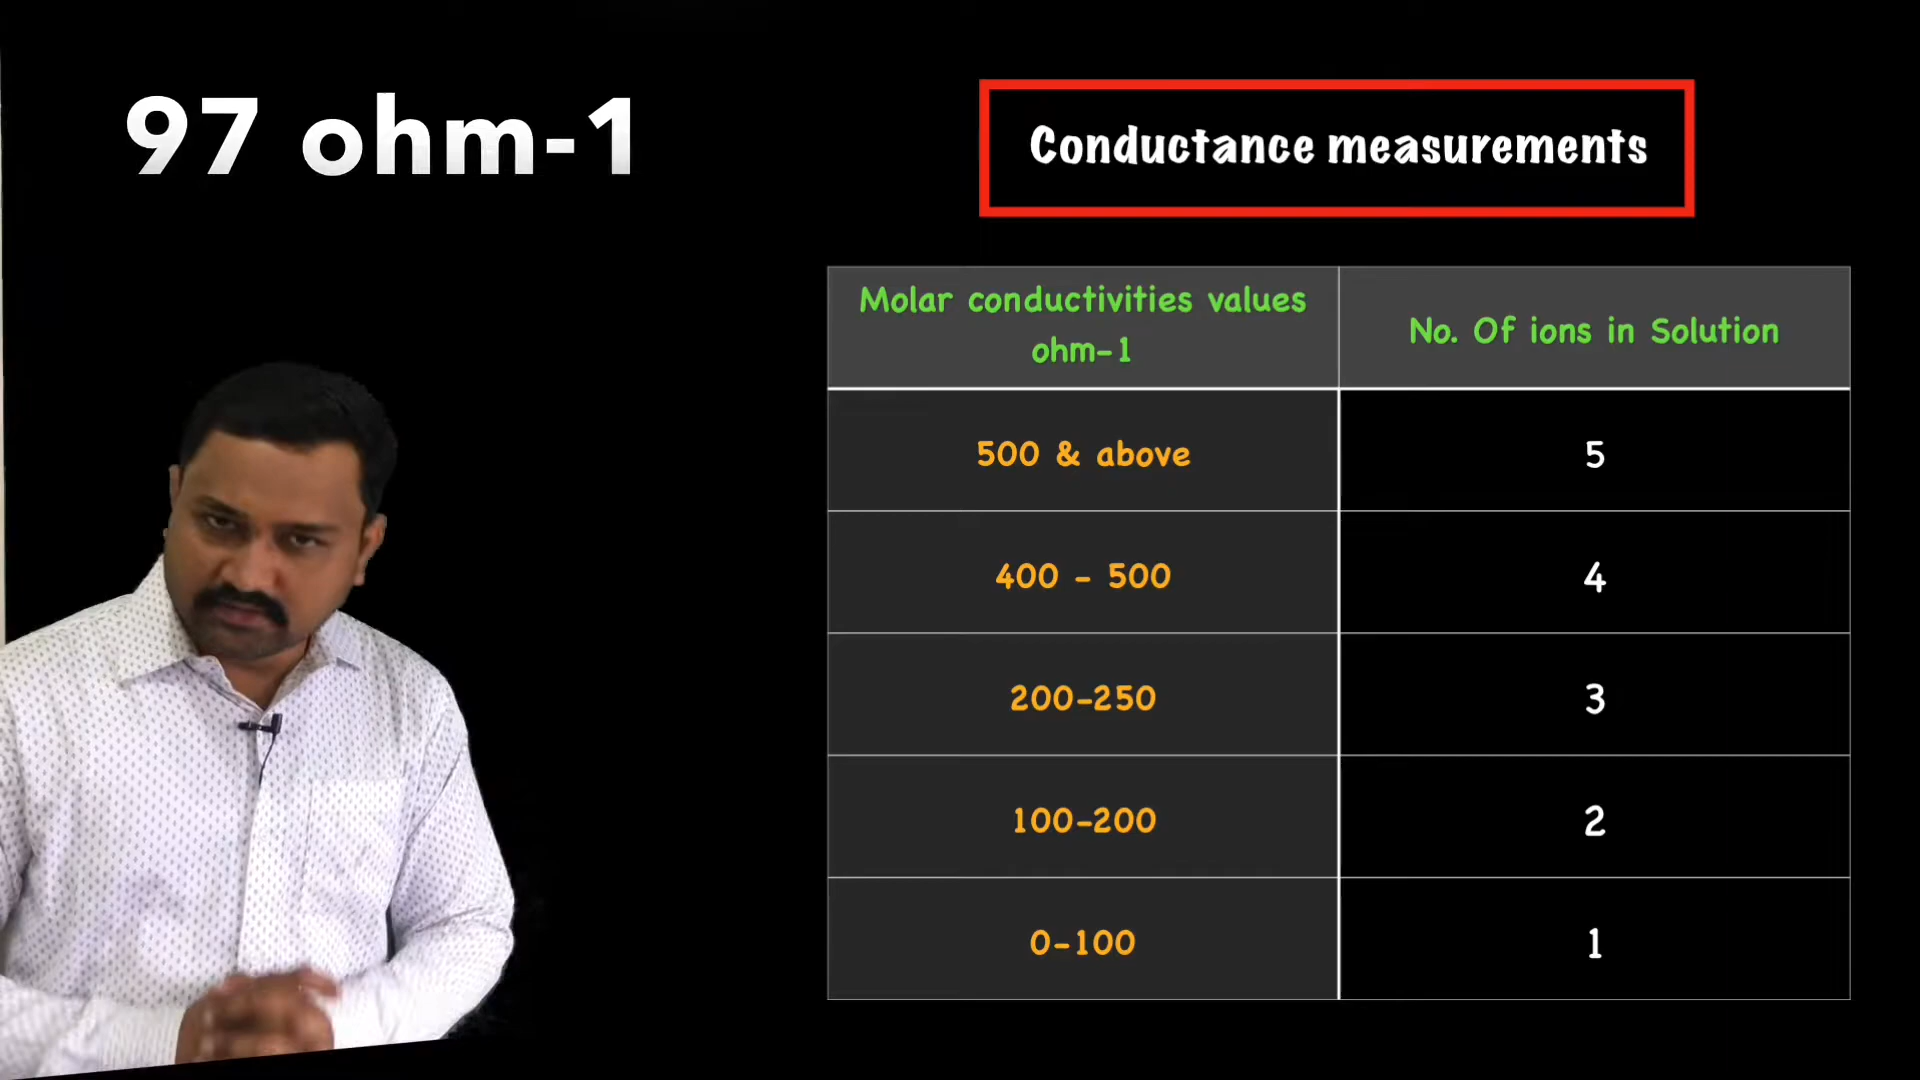 97 ohm-1
Conductance measurements
Molar conductivities values
ohm-1
No. Of ions in Solution
500 & above
5
400 - 500
4
200-250
3
100-200
2
0-100
1